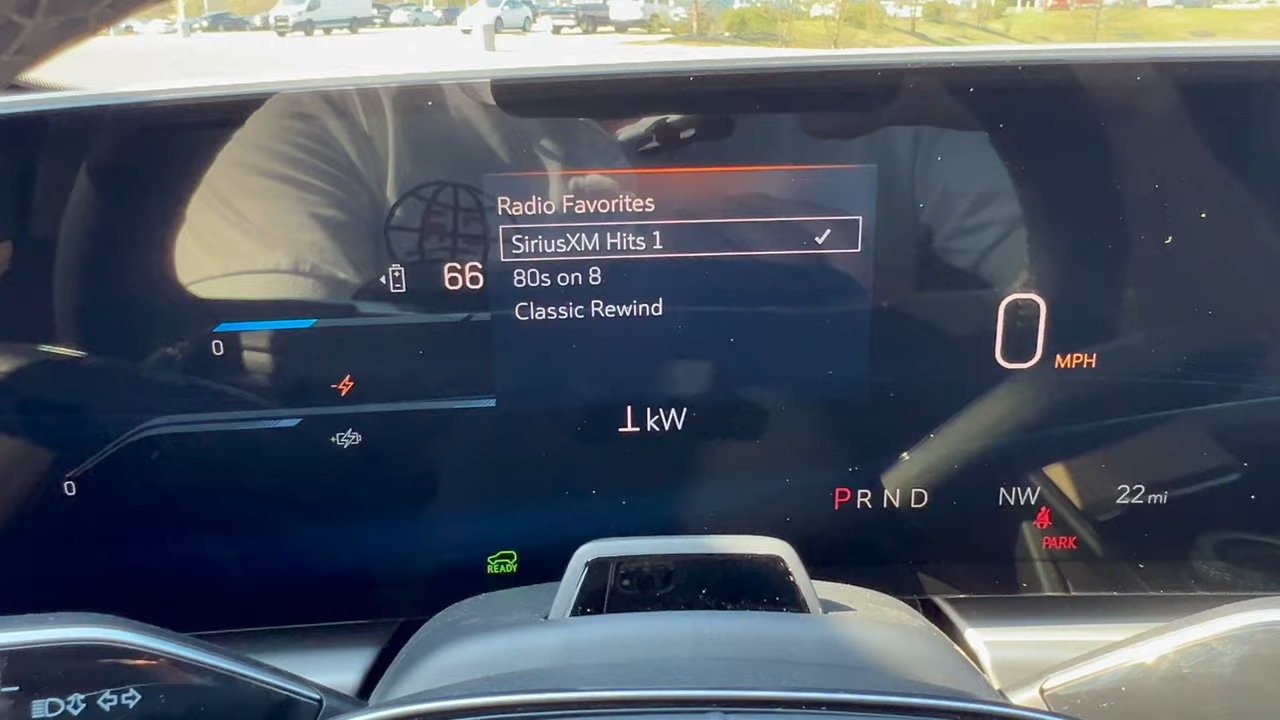 Radio Favorites
SiriusXM Hits 1
80s on 8
Classic Rewind
66
0
0
MPH
kW
0
P R N D
NW
22 mi
PARK
READY